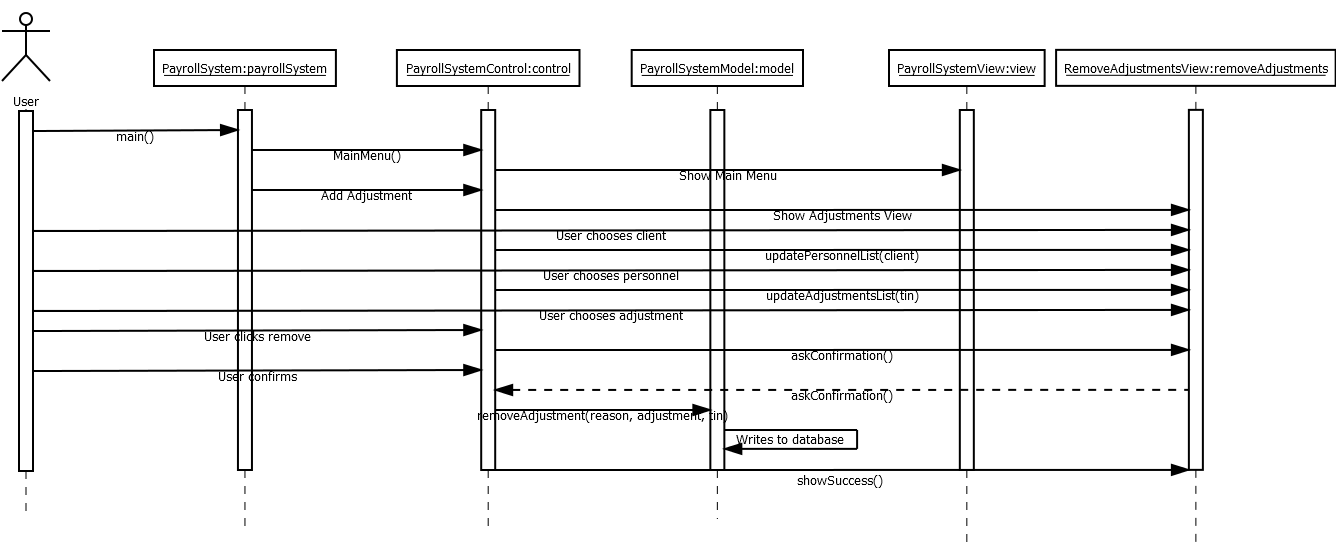 PayrollSystem:payrollSystem
PayrollSystemControl:control
PayrollSystemModel:model
PayrollSystemView:view
RemoveAdjustmentsView:removeAdjustments
User
main()
MainMenu()
Show Main Menu
Add Adjustment
Show Adjustments View
User chooses client
updatePersonnelList(client)
User chooses personnel
updateAdjustmentsList(tin)
User chooses adjustment
User clicks remove
askConfirmation()
User confirms
askConfirmation()
removeAdjustment(reason, adjustment, tin)
Writes to database
showSuccess()